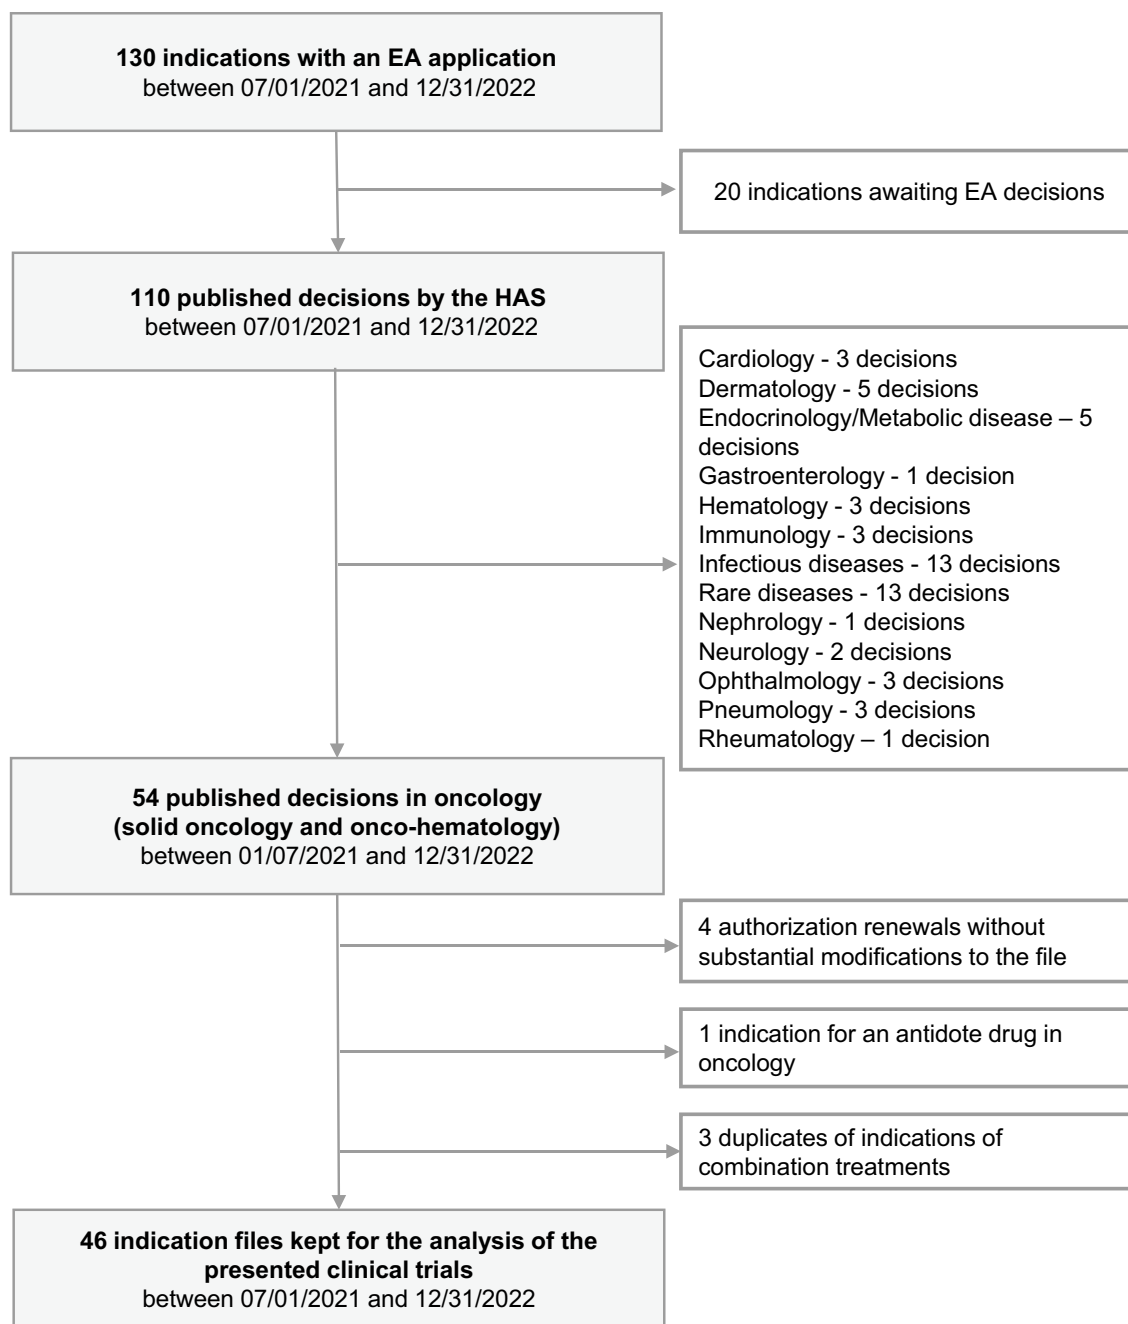 130 indications with an EA application
between 07/01/2021 and 12/31/2022
20 indications awaiting EA decisions
110 published decisions by the HAS
between 07/01/2021 and 12/31/2022
Cardiology - 3 decisions
Dermatology - 5 decisions
Endocrinology/Metabolic disease – 5
decisions
Gastroenterology - 1 decision
Hematology - 3 decisions
Immunology - 3 decisions
Infectious diseases - 13 decisions
Rare diseases - 13 decisions
Nephrology - 1 decisions
Neurology - 2 decisions
Ophthalmology - 3 decisions
Pneumology - 3 decisions
Rheumatology – 1 decision
54 published decisions in oncology
(solid oncology and onco-hematology)
between 01/07/2021 and 12/31/2022
4 authorization renewals without
substantial modifications to the file
1 indication for an antidote drug in
oncology
3 duplicates of indications of
combination treatments
46 indication files kept for the analysis of the
presented clinical trials
between 07/01/2021 and 12/31/2022